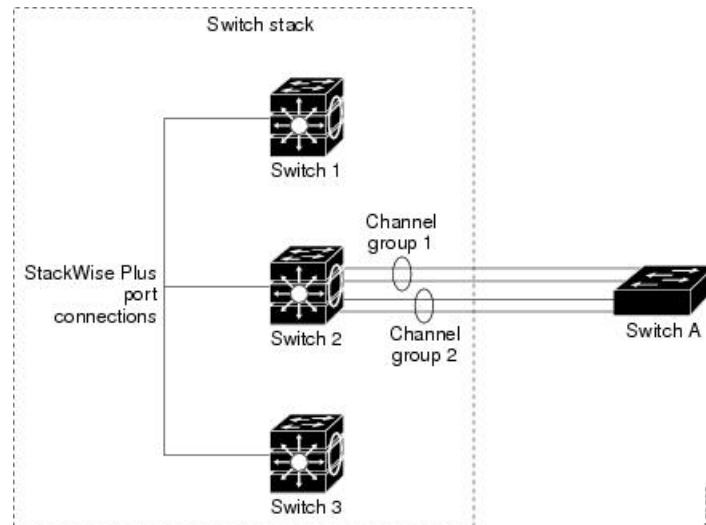 Switch stack
Switch 1
Channel
group 1
StackWise Plus
port
connections
Switch 2
Channel
group 2
Switch A
Switch 3